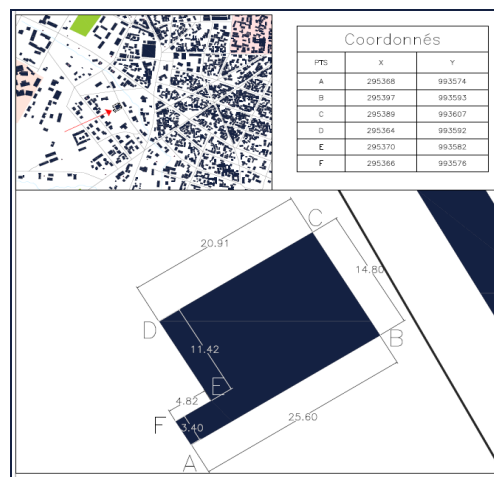 Coordonnés
PTS X Y
A 295368 993574
B 295397 993593
C 295389 993607
D 295364 993592
E 295370 993582
F 295366 993576
C
20.91
14.80
D
B
11.42
E
4.82
F
3.40
25.60
A